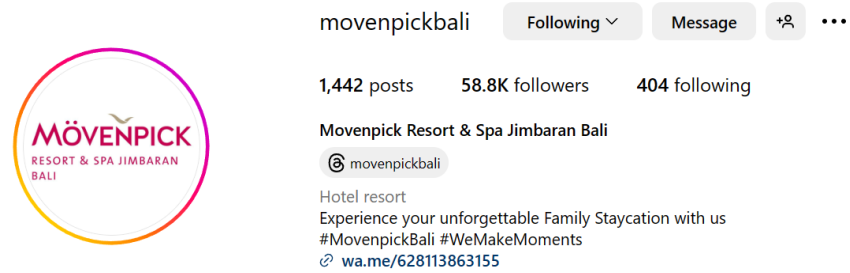 movenpickbali Following Message
1,442 posts 58.8K followers 404 following
MÖVENPICK
RESORT & SPA JIMBARAN
BALI
Movenpick Resort & Spa Jimbaran Bali
movenpickbali
Hotel resort
Experience your unforgettable Family Staycation with us
#MovenpickBali #WeMakeMoments
wa.me/628113863155